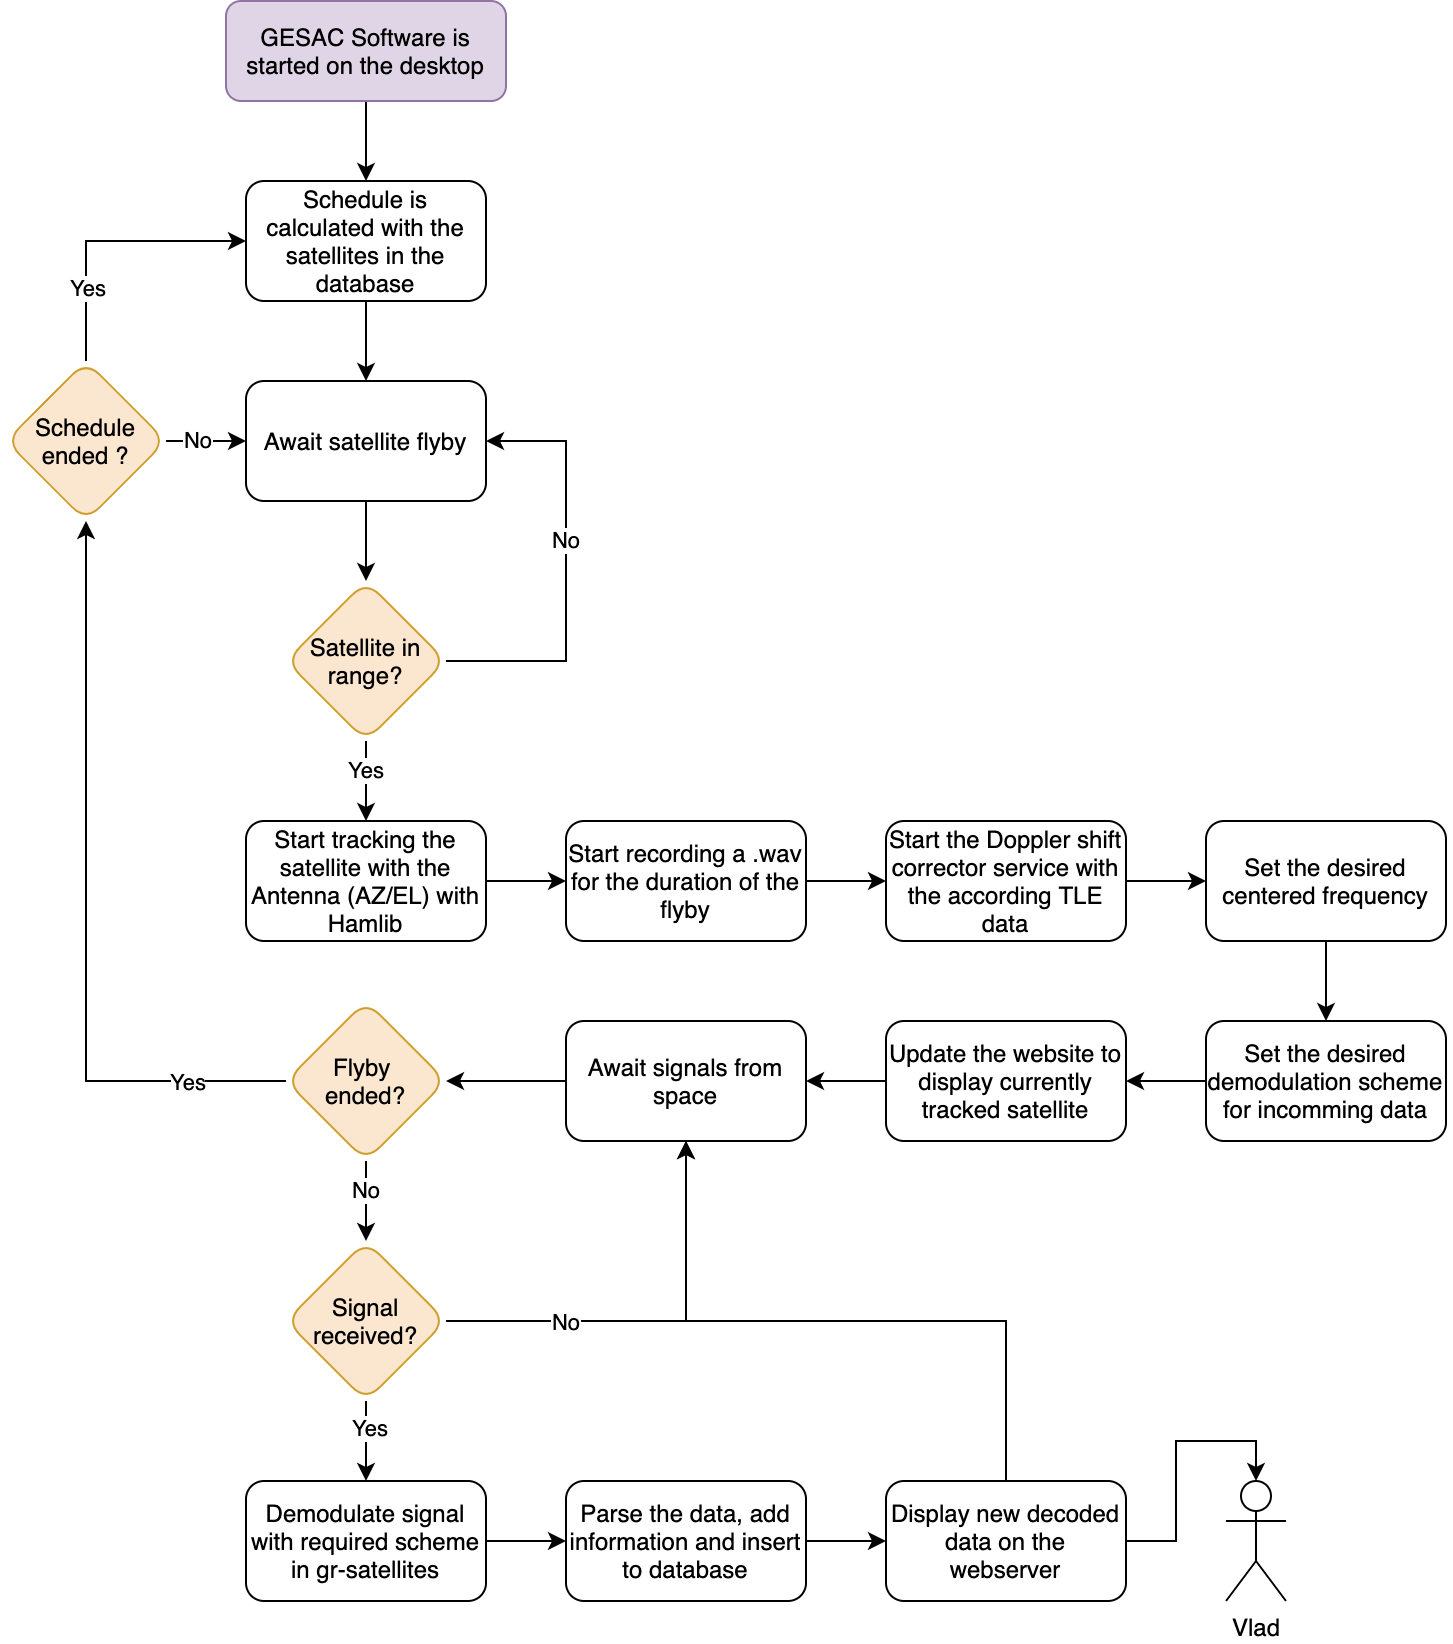 GESAC Software is
started on the desktop
Schedule is
calculated with the
satellites in the
database
Yes
Schedule
ended ?
No
Await satellite flyby
No
Satellite in
range?
Yes
Start tracking the
satellite with the
Antenna (AZ/EL) with
Hamlib
Start recording a .wav
for the duration of the
flyby
Start the Doppler shift
corrector service with
the according TLE
data
Set the desired
centered frequency
Set the desired
demodulation scheme
for incomming data
Update the website to
display currently
tracked satellite
Await signals from
space
Flyby
ended?
Yes
No
Signal
received?
No
Yes
Demodulate signal
with required scheme
in gr-satellites
Parse the data, add
information and insert
to database
Display new decoded
data on the
webserver
Vlad